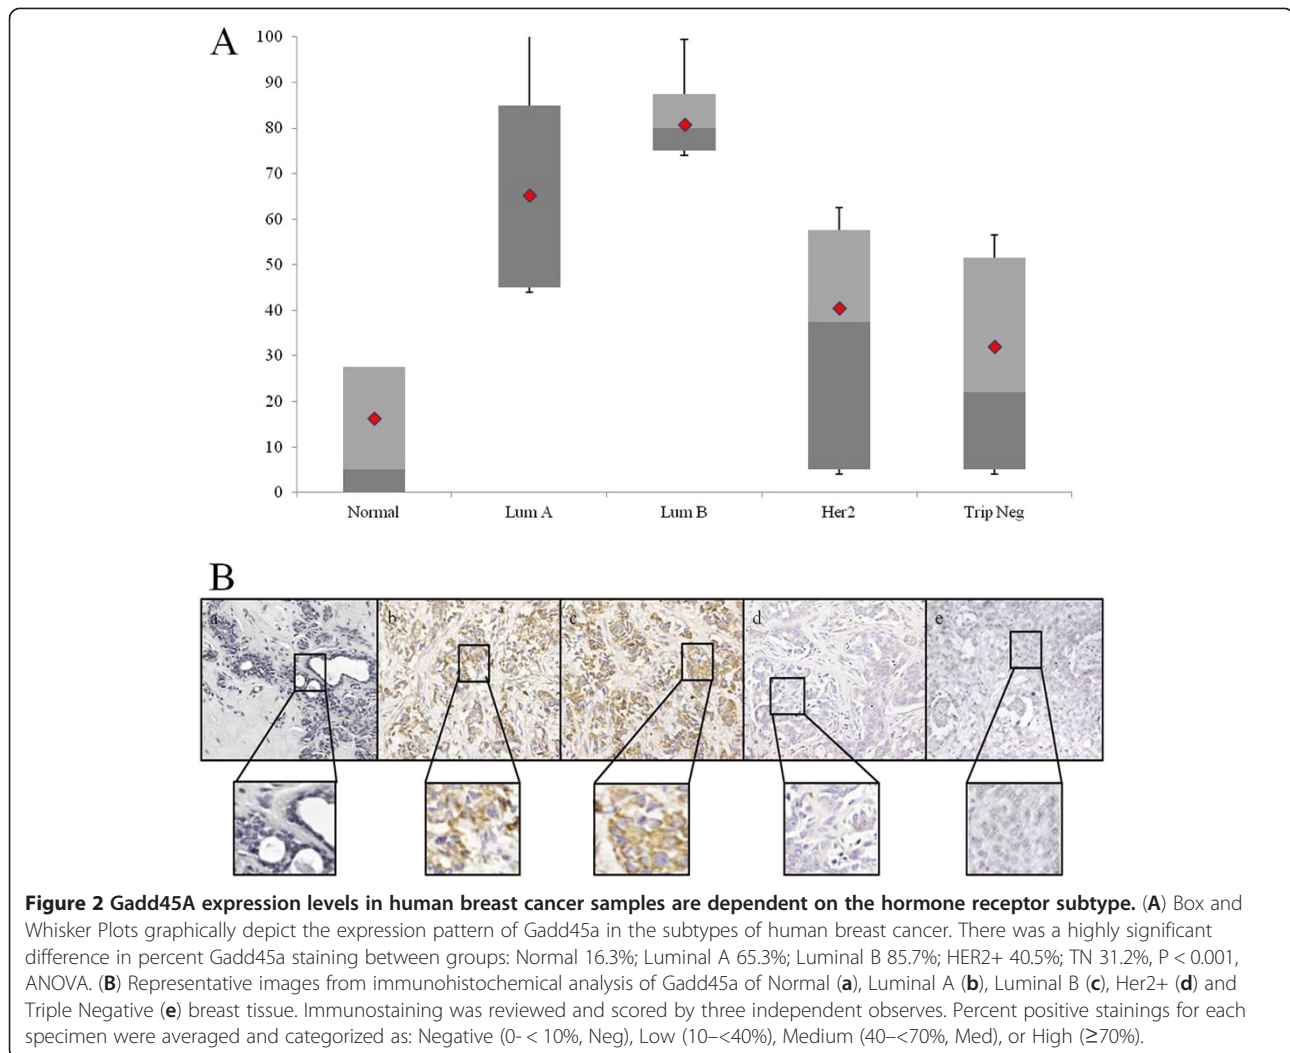 A
100
90
80
70
60
50
40
30
20
10
0
Normal Lum A Lum B Her2 Trip Neg
B
a b c d e
Figure 2 Gadd45A expression levels in human breast cancer samples are dependent on the hormone receptor subtype. (A) Box and
Whisker Plots graphically depict the expression pattern of Gadd45a in the subtypes of human breast cancer. There was a highly significant
difference in percent Gadd45a staining between groups: Normal 16.3%; Luminal A 65.3%; Luminal B 85.7%; HER2+ 40.5%; TN 31.2%, P < 0.001,
ANOVA. (B) Representative images from immunohistochemical analysis of Gadd45a of Normal (a), Luminal A (b), Luminal B (c), Her2+ (d) and
Triple Negative (e) breast tissue. Immunostaining was reviewed and scored by three independent observes. Percent positive stainings for each
specimen were averaged and categorized as: Negative (0- < 10%, Neg), Low (10–<40%), Medium (40–<70%, Med), or High (≥70%).